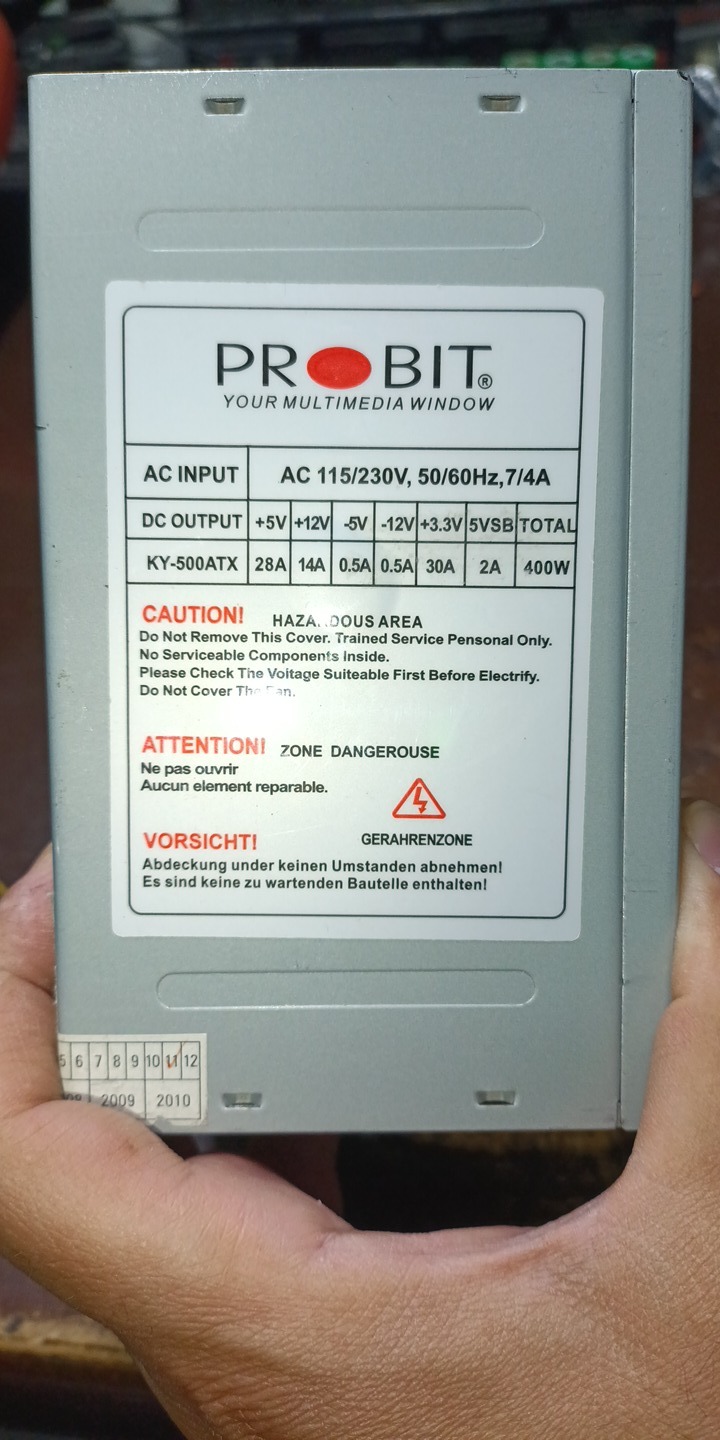 PROBIT®
YOUR MULTIMEDIA WINDOW
AC INPUT AC 115/230V, 50/60Hz,7/4A
DC OUTPUT +5V +12V -5V -12V +3.3V 5VSB TOTAL
KY-500ATX 28A 14A 0.5A 0.5A 30A 2A 400W
CAUTION! AREA
Do Not Remove This Cover. Trained Service Pensonal Only.
No Serviceable Components Inside.
Please Check The Voitage Suiteable First Before Electrify.
Do Not Cover
ATTENTION! ZONE DANGEROUSE
Ne pas ouvrir
Aucun element reparable.
VORSICHT! GERAHRENZONE
Abdeckung under keinen Umstanden abnehmen!
Es sind keine zu wartenden Bautelle enthalten!
5 6 7 8 9 10 11 12
2009 2010